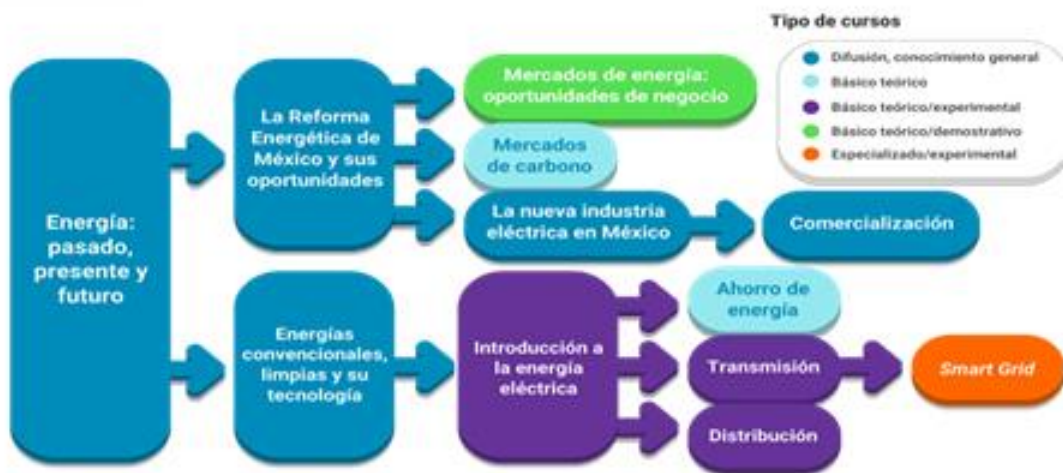 Tipo de cursos
Difusión, conocimiento general
Básico teórico
Básico teórico/experimental
Básico teórico/demostrativo
Especializado/experimental
Energía:
pasado,
presente y
futuro
La Reforma
Energética de
México y sus
oportunidades
Mercados de energía:
oportunidades de negocio
Mercados
de carbono
La nueva industria
eléctrica en México
Comercialización
Energías
convencionales,
limpias y su
tecnología
Introducción a
la energía
eléctrica
Ahorro de
energía
Transmisión
Smart Grid
Distribución